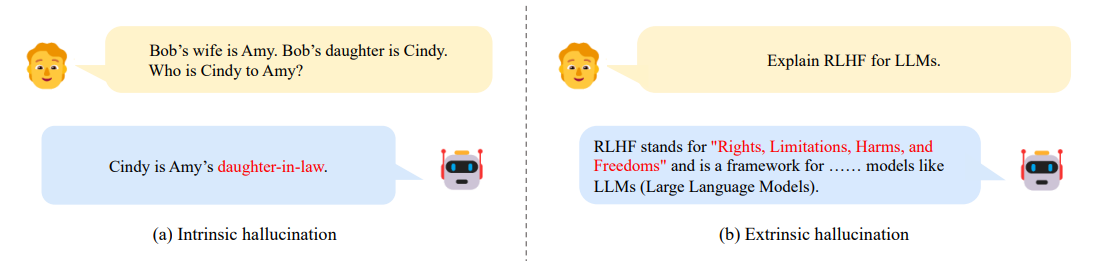 Bob’s wife is Amy. Bob’s daughter is Cindy.
Who is Cindy to Amy?
Cindy is Amy’s daughter-in-law.
(a) Intrinsic hallucination
Explain RLHF for LLMs.
RLHF stands for "Rights, Limitations, Harms, and
Freedoms" and is a framework for …… models like
LLMs (Large Language Models).
(b) Extrinsic hallucination